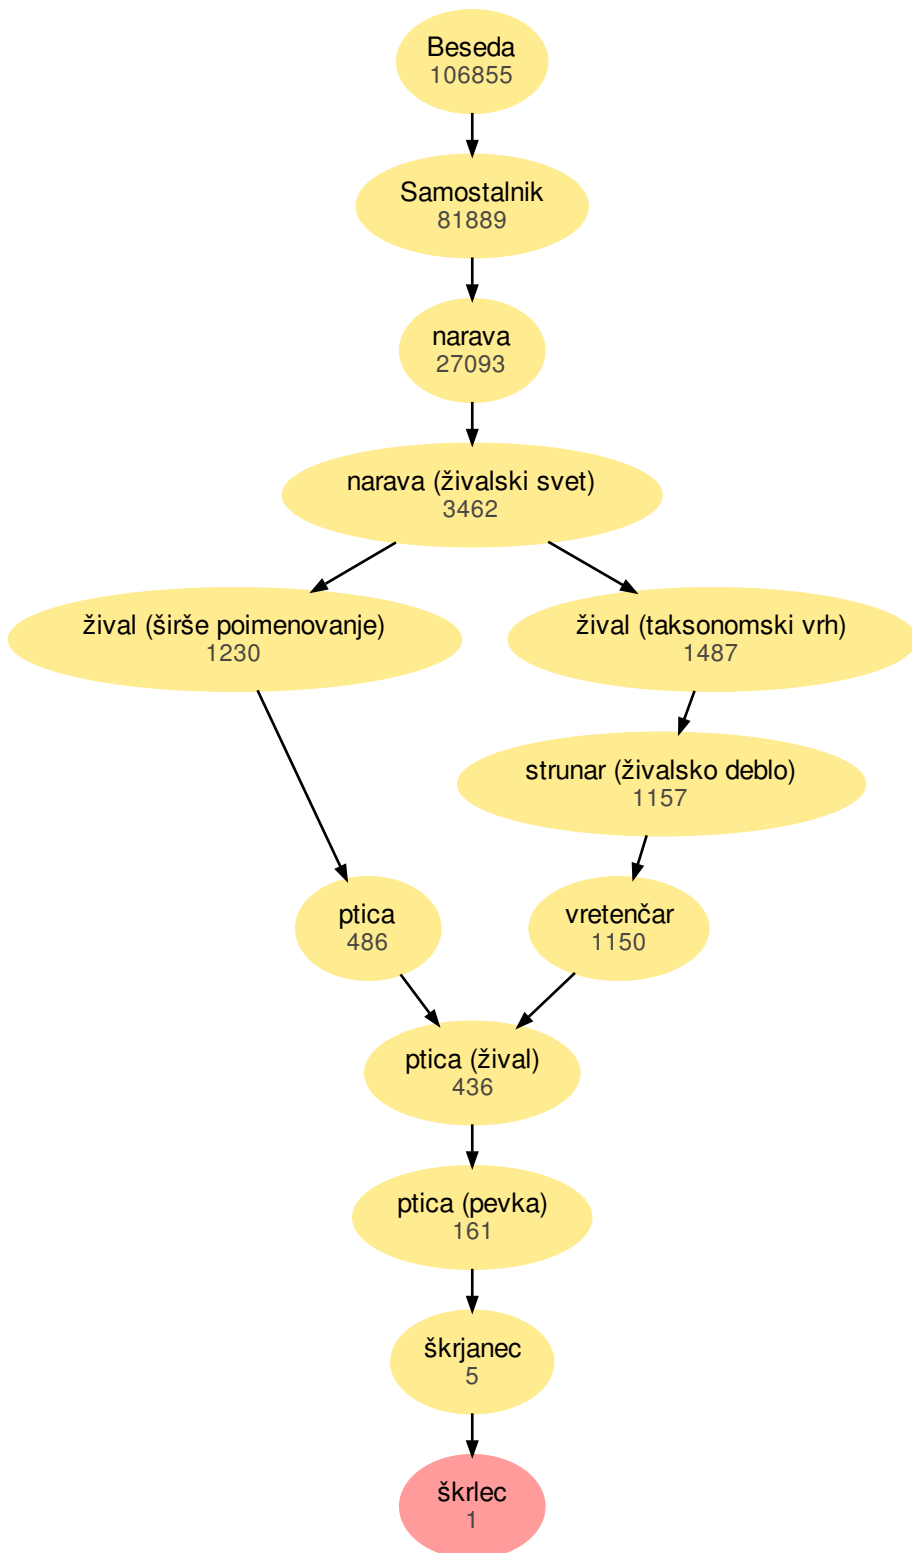 Beseda
106855
Samostalnik
81889
narava
27093
narava (živalski svet)
3462
žival (širše poimenovanje)
1230
žival (taksonomski vrh)
1487
strunar (živalsko deblo)
1157
ptica
486
vretenčar
1150
ptica (žival)
436
ptica (pevka)
161
škrjanec
5
škrlec
1